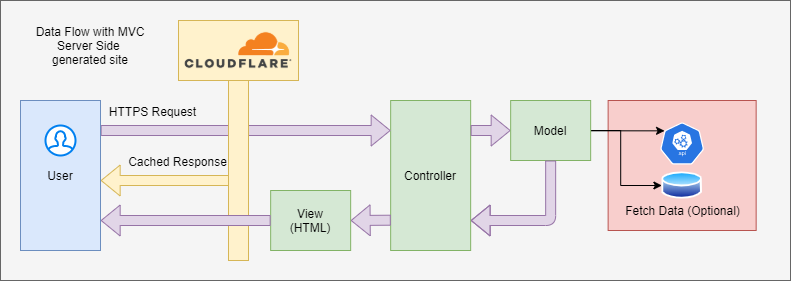 Data Flow with MVC
Server Side
generated site
CLOUDFLARE
HTTPS Request
Cached Response
User
View
(HTML)
Controller
Model
api
Fetch Data (Optional)